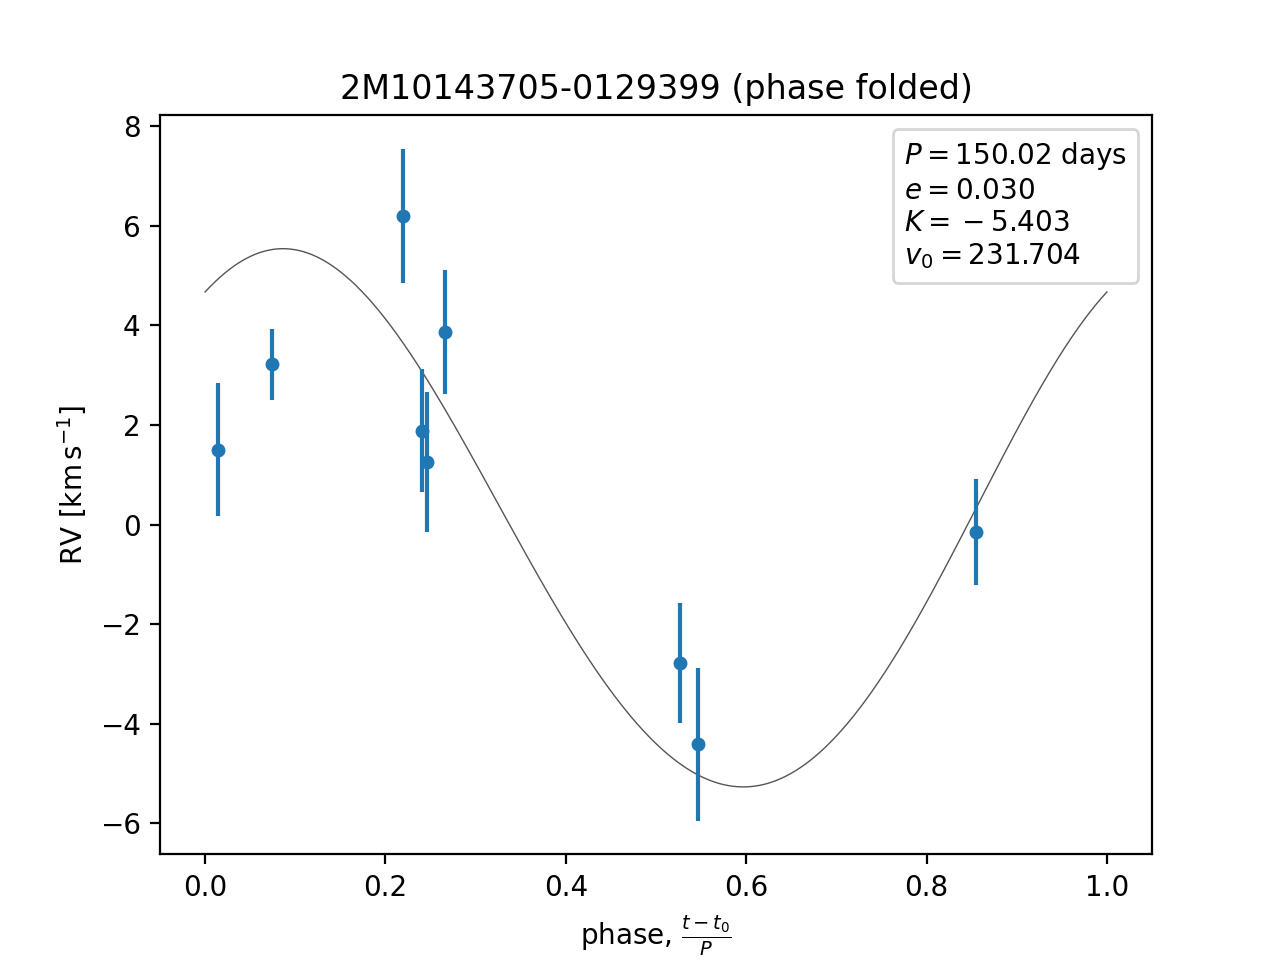 2M10143705-0129399 (phase folded)
P = 150.02 days
e = 0.030
K = −5.403
v₀ = 231.704
8
6
4
2
0
−2
−4
−6
RV [km s⁻¹]
0.0 0.2 0.4 0.6 0.8 1.0
phase, (t − t₀)/P